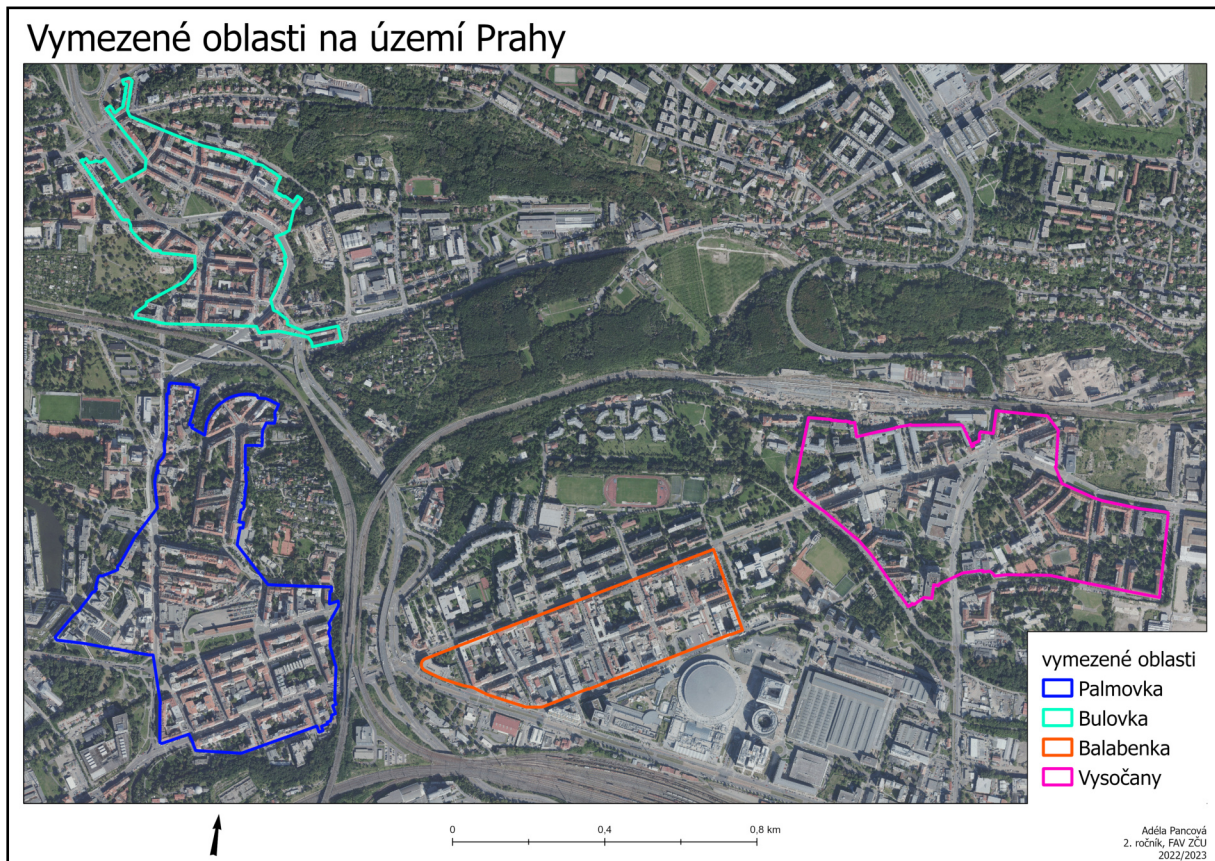 Vymezené oblasti na území Prahy
vymezené oblasti
Palmovka
Bulovka
Balabenka
Vysočany
0 0,4 0,8 km
Adéla Pancová
2. ročník, FAV ZČU
2022/2023